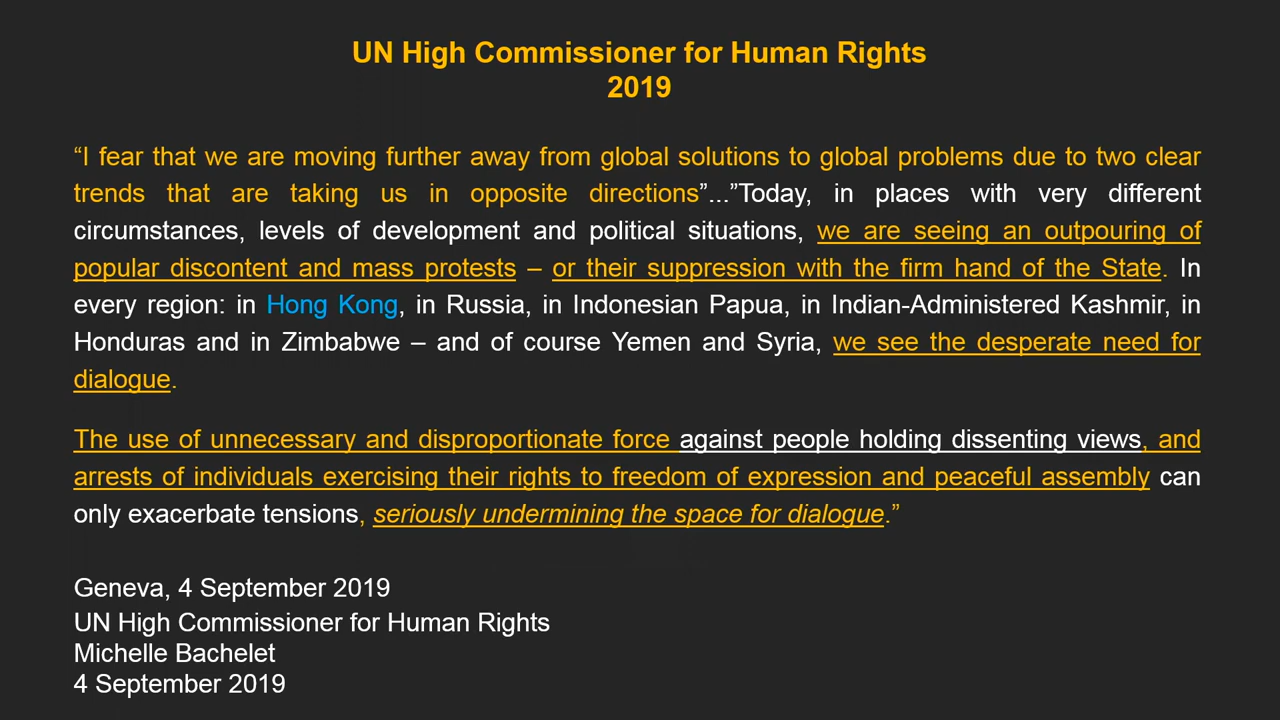 UN High Commissioner for Human Rights
2019
“I fear that we are moving further away from global solutions to global problems due to two clear
trends that are taking us in opposite directions”...”Today, in places with very different
circumstances, levels of development and political situations, we are seeing an outpouring of
popular discontent and mass protests – or their suppression with the firm hand of the State. In
every region: in Hong Kong, in Russia, in Indonesian Papua, in Indian-Administered Kashmir, in
Honduras and in Zimbabwe – and of course Yemen and Syria, we see the desperate need for
dialogue.
The use of unnecessary and disproportionate force against people holding dissenting views, and
arrests of individuals exercising their rights to freedom of expression and peaceful assembly can
only exacerbate tensions, seriously undermining the space for dialogue.”
Geneva, 4 September 2019
UN High Commissioner for Human Rights
Michelle Bachelet
4 September 2019